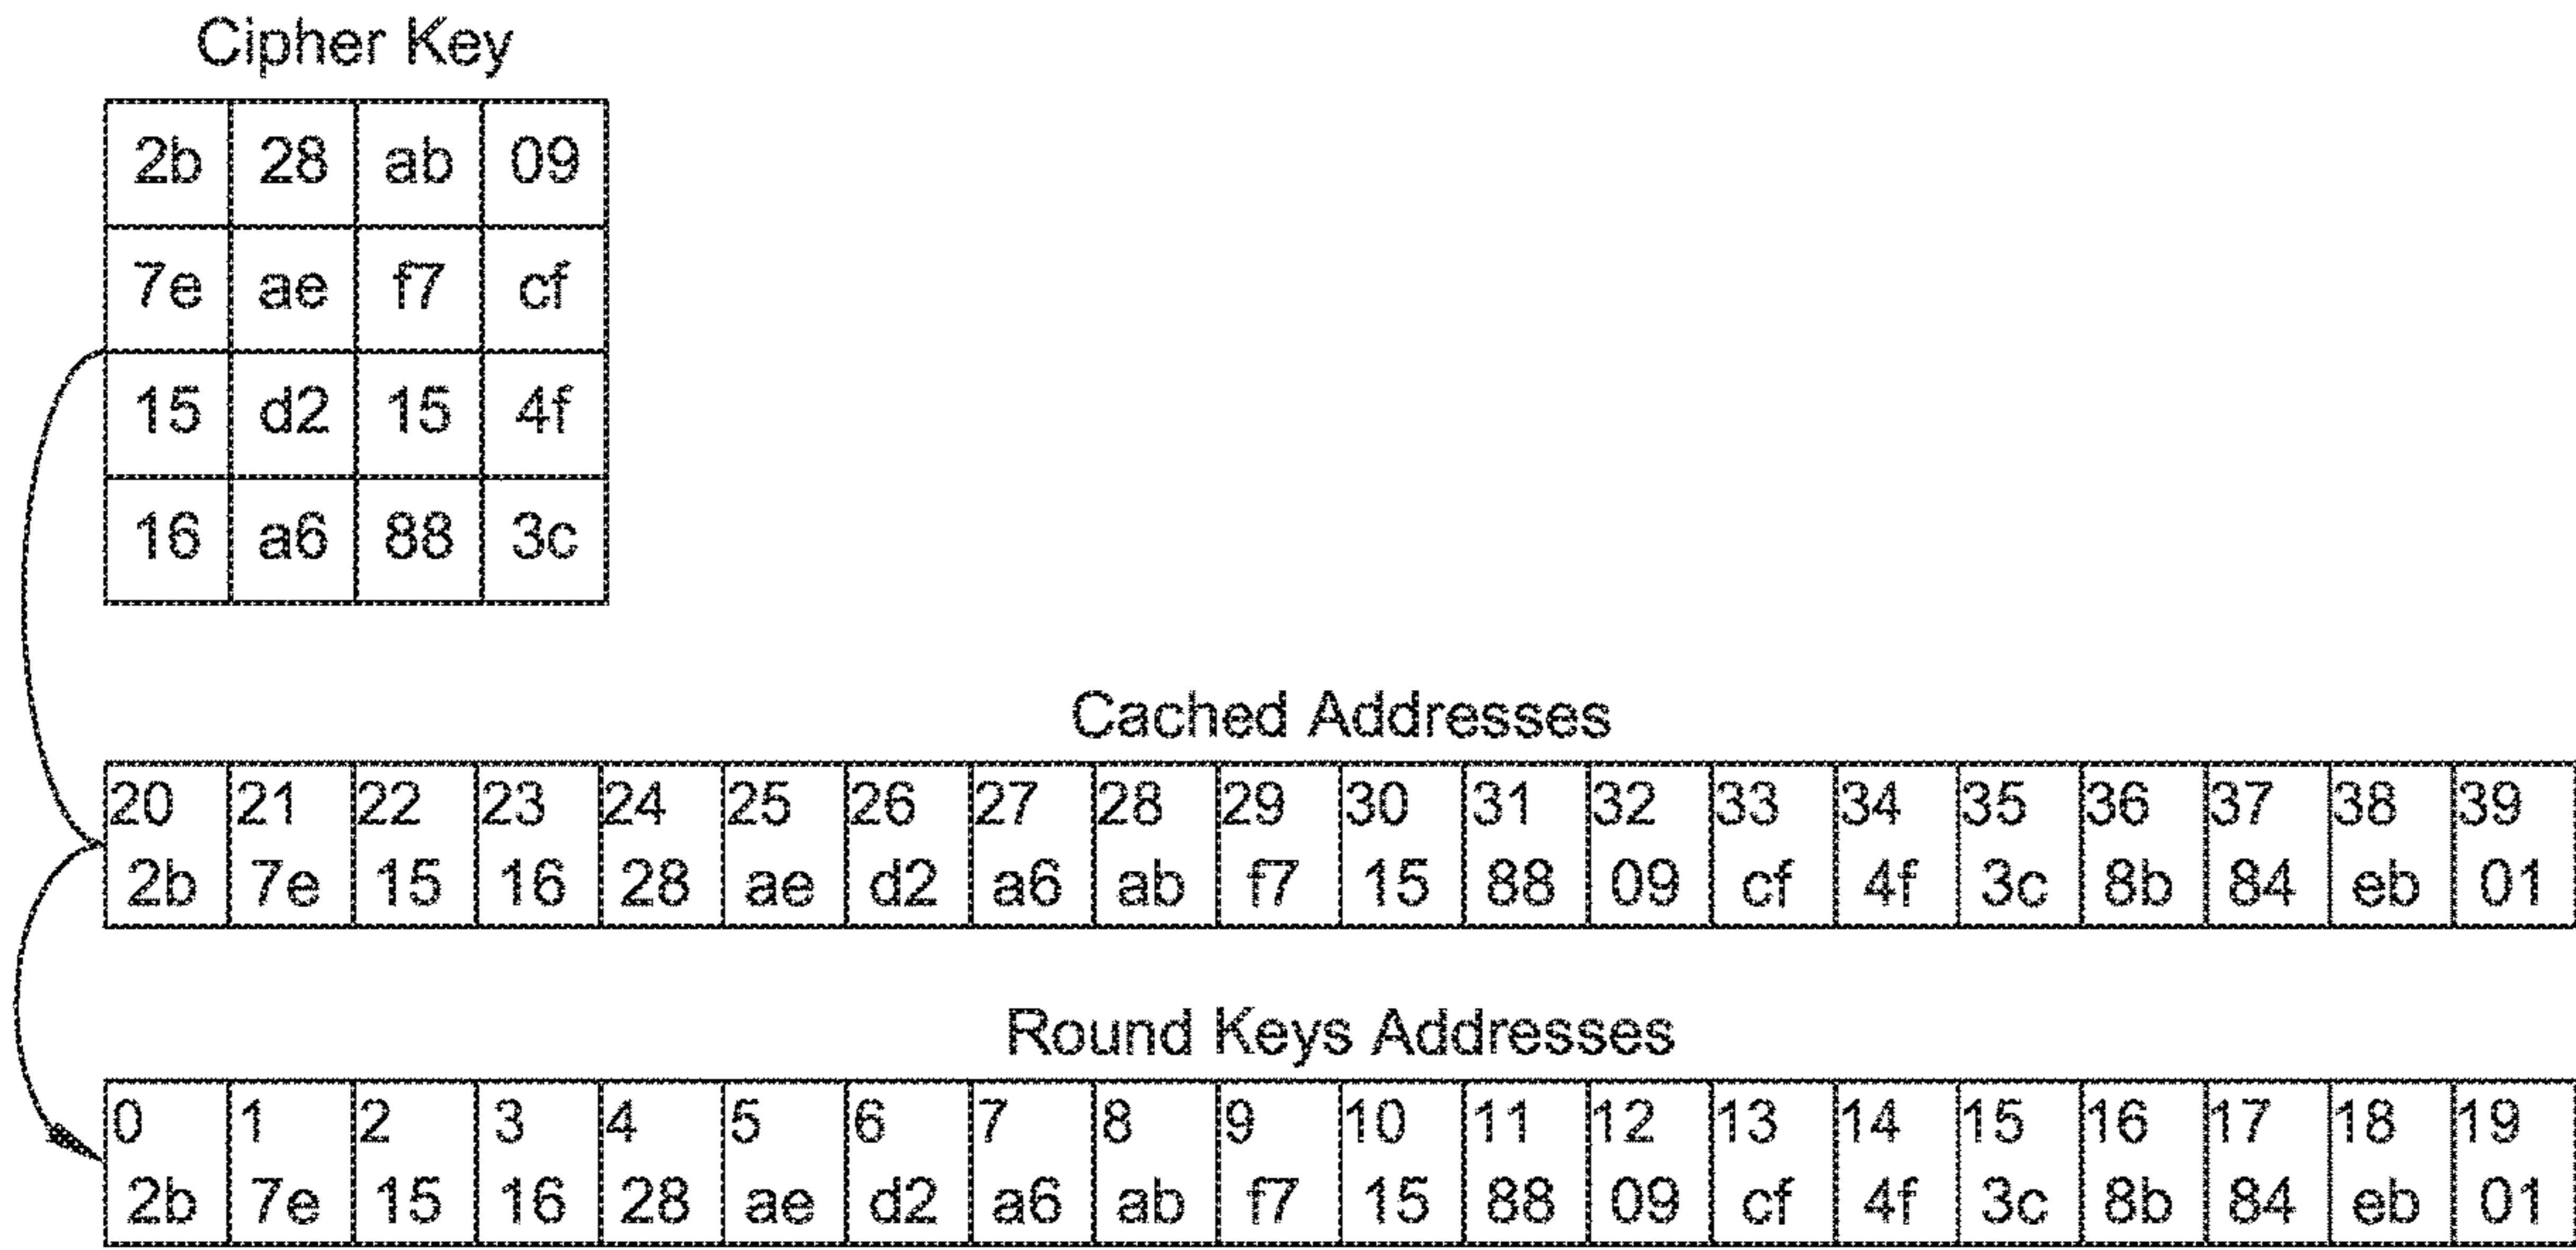 Cipher Key
2b 28 ab 09
7e ae f7 cf
15 d2 15 4f
16 a6 88 3c
Cached Addresses
20 21 22 23 24 25 26 27 28 29 30 31 32 33 34 35 36 37 38 39
2b 7e 15 16 28 ae d2 a6 ab f7 15 88 09 cf 4f 3c 8b 84 eb 01
Round Keys Addresses
0 1 2 3 4 5 6 7 8 9 10 11 12 13 14 15 16 17 18 19
2b 7e 15 16 28 ae d2 a6 ab f7 15 88 09 cf 4f 3c 8b 84 eb 01